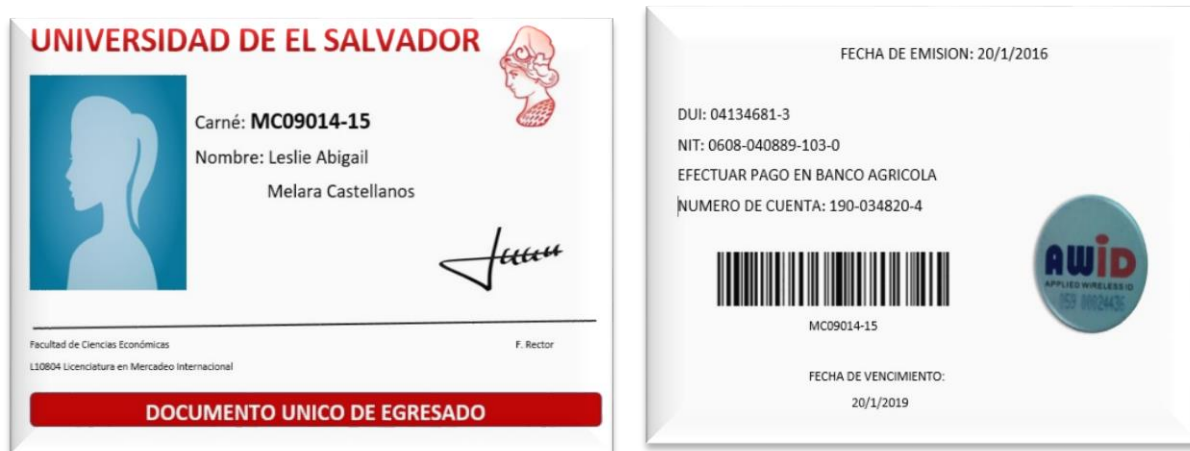 UNIVERSIDAD DE EL SALVADOR
Carné: MC09014-15
Nombre: Leslie Abigail
Melara Castellanos
Facultad de Ciencias Económicas
F. Rector
L10804 Licenciatura en Mercadeo Internacional
DOCUMENTO UNICO DE EGRESADO
FECHA DE EMISION: 20/1/2016
DUI: 04134681-3
NIT: 0608-040889-103-0
EFECTUAR PAGO EN BANCO AGRICOLA
NUMERO DE CUENTA: 190-034820-4
AWiD
APPLIED WIRELESS ID
159 00024436
MC09014-15
FECHA DE VENCIMIENTO:
20/1/2019